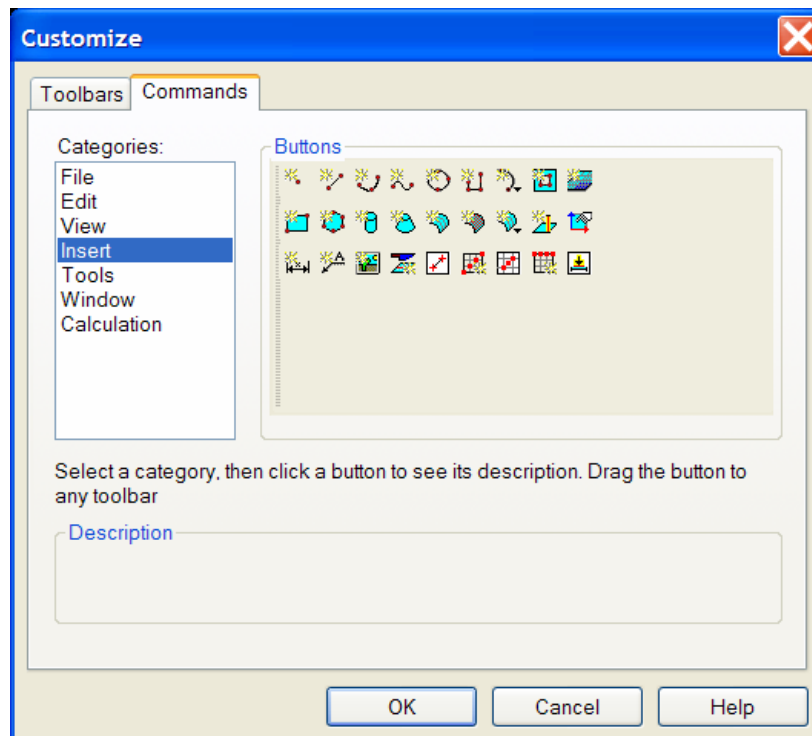 Customize
Toolbars
Commands
Categories:
File
Edit
View
Insert
Tools
Window
Calculation
Buttons
Select a category, then click a button to see its description. Drag the button to
any toolbar
Description
OK
Cancel
Help